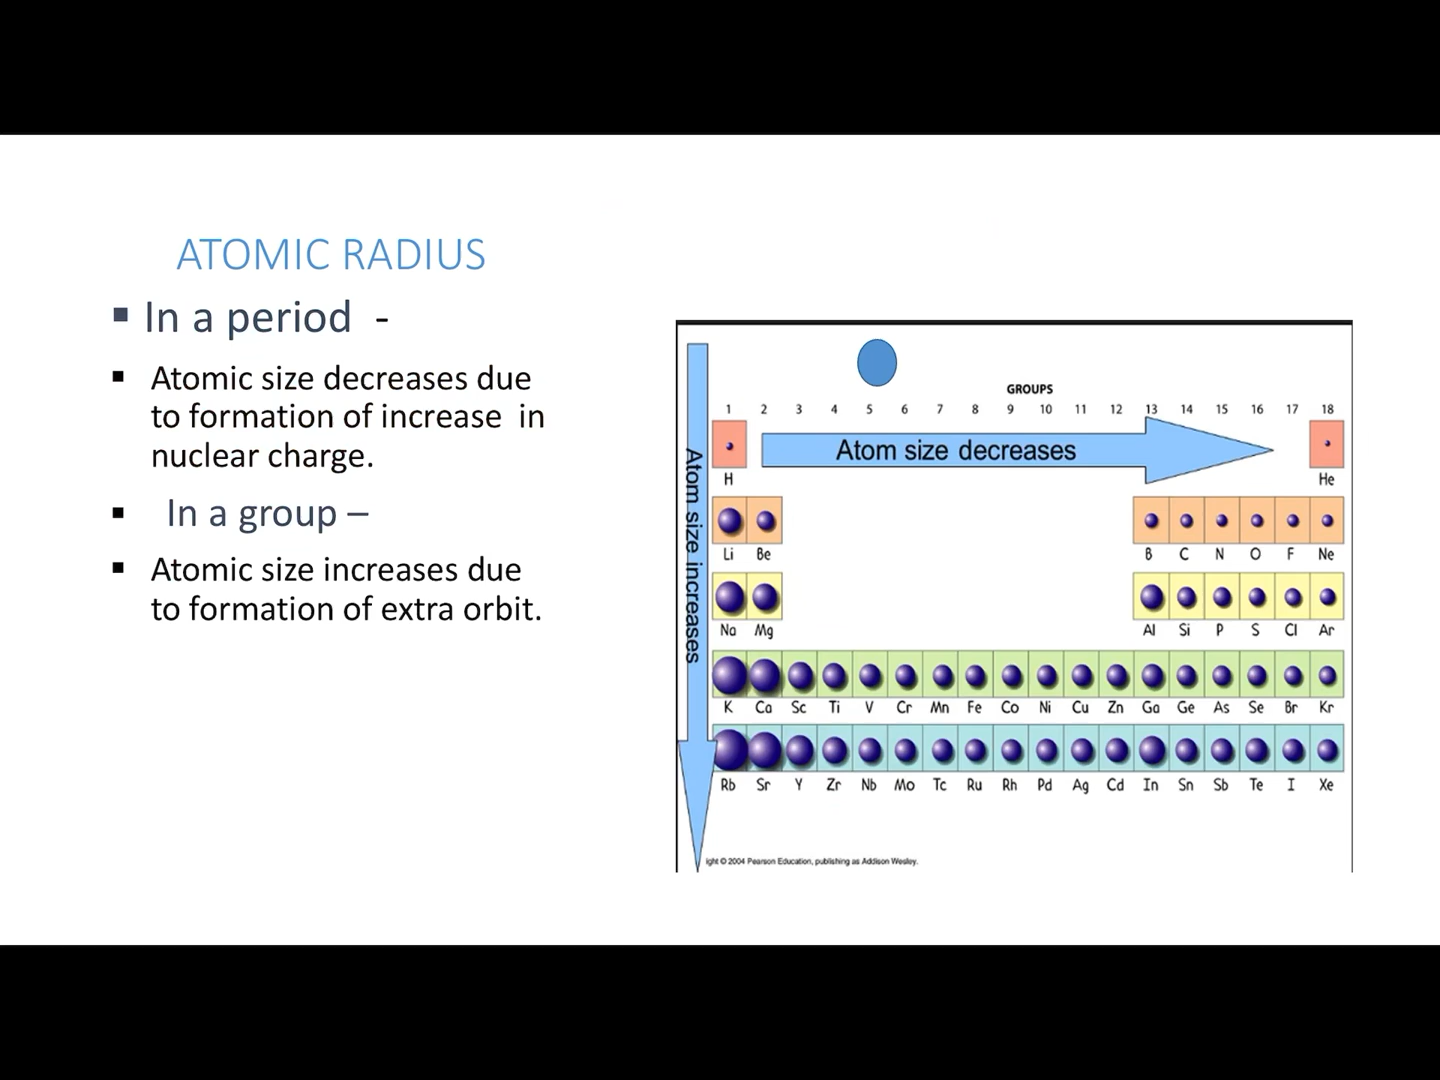 ATOMIC RADIUS
▪ In a period -
▪ Atomic size decreases due
to formation of increase in
nuclear charge.
▪ In a group –
▪ Atomic size increases due
to formation of extra orbit.
GROUPS
1 2 3 4 5 6 7 8 9 10 11 12 13 14 15 16 17 18
Atom size decreases
Atom size increases
H He
Li Be B C N O F Ne
Na Mg Al Si P S Cl Ar
K Ca Sc Ti V Cr Mn Fe Co Ni Cu Zn Ga Ge As Se Br Kr
Rb Sr Y Zr Nb Mo Tc Ru Rh Pd Ag Cd In Sn Sb Te I Xe
ight © 2004 Pearson Education, publishing as Addison Wesley.